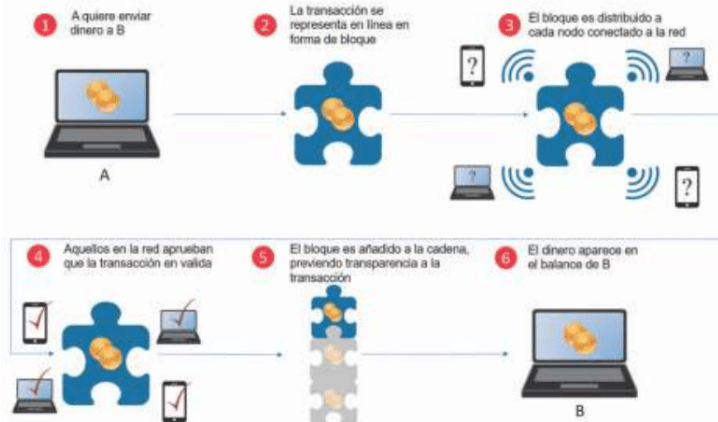 1
A quiere enviar
dinero a B
2
La transacción se
representa en línea en
forma de bloque
3
El bloque es distribuido a
cada nodo conectado a la red
?
?
A
?
?
4
Aquellos en la red aprueban
que la transacción en valida
5
El bloque es añadido a la cadena,
previendo transparencia a la
transacción
6
El dinero aparece en
el balance de B
B